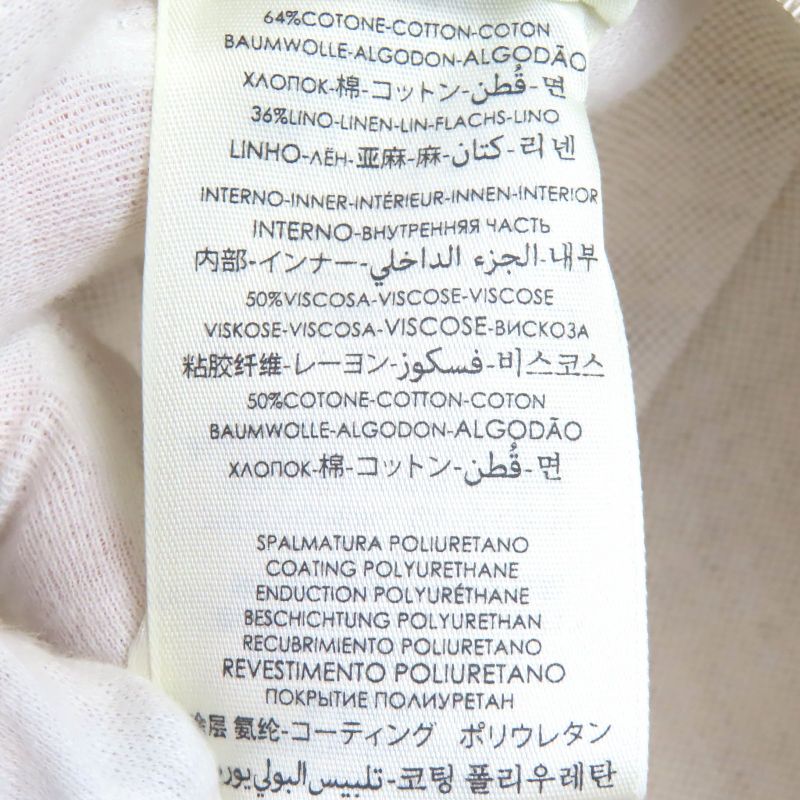 64%COTONE-COTTON-COTON
BAUMWOLLE-ALGODON-ALGODÃO
ХЛОПОК-棉-コットン-قُطن-면
36%LINO-LINEN-LIN-FLACHS-LINO
LINHO-ЛЁН-亚麻-麻-كتان-리넨
INTERNO-INNER-INTÉRIEUR-INNEN-INTERIOR
INTERNO-ВНУТРЕННЯЯ ЧАСТЬ
内部-インナー-الجزء الداخلي-내부
50%VISCOSA-VISCOSE-VISCOSE
VISKOSE-VISCOSA-VISCOSE-ВИСКОЗА
粘胶纤维-レーヨン-فسكوز-비스코스
50%COTONE-COTTON-COTON
BAUMWOLLE-ALGODON-ALGODÃO
ХЛОПОК-棉-コットン-قُطن-면
SPALMATURA POLIURETANO
COATING POLYURETHANE
ENDUCTION POLYURÉTHANE
BESCHICHTUNG POLYURETHAN
RECUBRIMIENTO POLIURETANO
REVESTIMENTO POLIURETANO
ПОКРЫТИЕ ПОЛИУРЕТАН
涂层 氨纶-コーティング ポリウレタン
تلبيس البولي-코팅 폴리우레탄